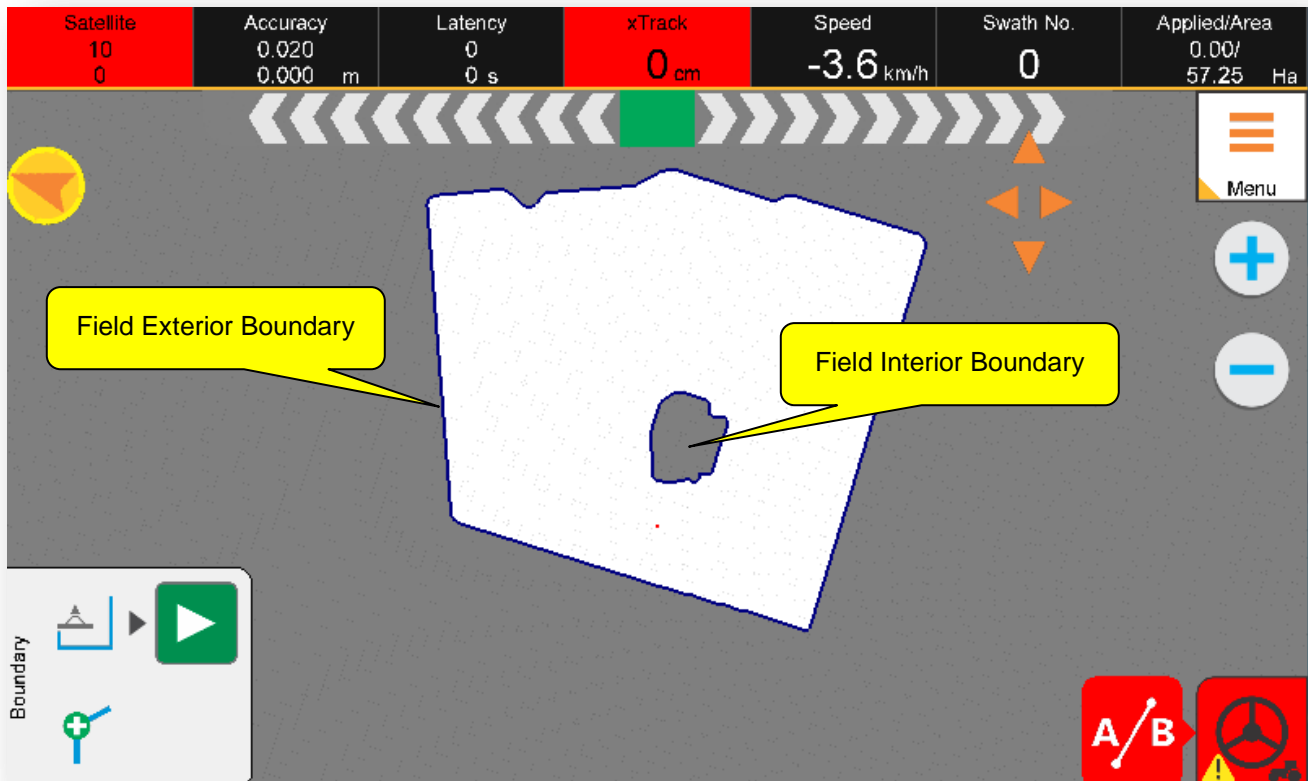 Satellite
10
0
Accuracy
0.020
0.000 m
Latency
0
0 s
xTrack
0 cm
Speed
-3.6 km/h
Swath No.
0
Applied/Area
0.00/
57.25 Ha
Menu
Field Exterior Boundary
Field Interior Boundary
Boundary
A/B